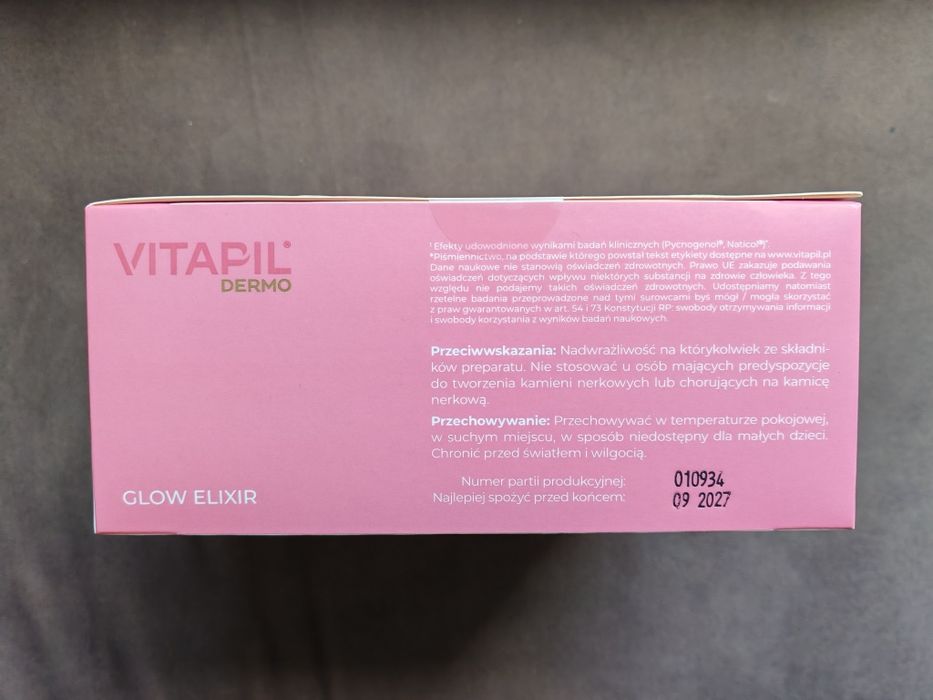 VITAPIL®
DERMO
GLOW ELIXIR
¹ Efekty udowodnione wynikami badań klinicznych (Pycnogenol®, Naticol®)*.
*Piśmiennictwo, na podstawie którego powstał tekst etykiety dostępne na www.vitapil.pl
Dane naukowe nie stanowią oświadczeń zdrowotnych. Prawo UE zakazuje podawania
oświadczeń dotyczących wpływu niektórych substancji na zdrowie człowieka. Z tego
względu nie podajemy takich oświadczeń zdrowotnych. Udostępniamy natomiast
rzetelne badania przeprowadzone nad tymi surowcami byś mógł / mogła skorzystać
z praw gwarantowanych w art. 54 i 73 Konstytucji RP: swobody otrzymywania informacji
i swobody korzystania z wyników badań naukowych.
Przeciwwskazania: Nadwrażliwość na którykolwiek ze składni-
ków preparatu. Nie stosować u osób mających predyspozycje
do tworzenia kamieni nerkowych lub chorujących na kamicę
nerkową.
Przechowywanie: Przechowywać w temperaturze pokojowej,
w suchym miejscu, w sposób niedostępny dla małych dzieci.
Chronić przed światłem i wilgocią.
Numer partii produkcyjnej: 010934
Najlepiej spożyć przed końcem: 09 2027